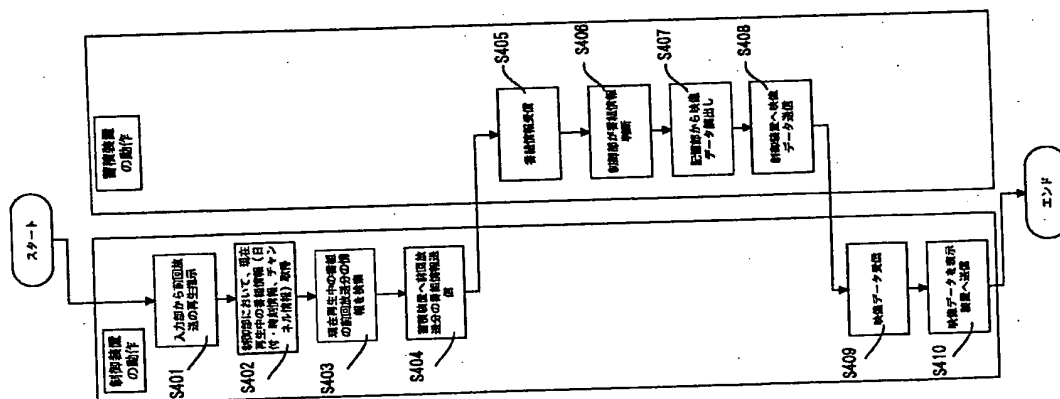 スタート
制御装置
の動作
入力部から前回放
送の再生指示
S401
制御部において、現在
再生中の番組情報（日
付・時刻情報、チャン
ネル情報）取得
S402
現在再生中の番組
の前回放送分の情
報を検索
S403
蓄積装置へ前回放
送分の番組情報送
信
S404
蓄積装置
の動作
番組情報受信
S405
制御部が番組情報
判断
S406
記憶部から映像
データ読出し
S407
制御装置へ映像
データ送信
S408
映像データ受信
S409
映像データを表示
装置へ送信
S410
エンド